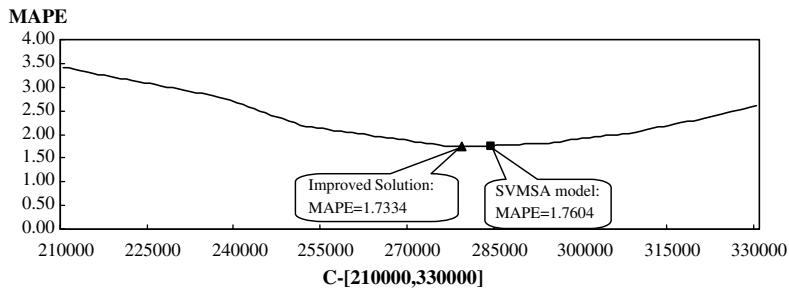 MAPE
4.00
3.50
3.00
2.50
2.00
1.50
1.00
0.50
0.00
Improved Solution:
MAPE=1.7334
SVMSA model:
MAPE=1.7604
210000 225000 240000 255000 270000 285000 300000 315000 330000
C-[210000,330000]